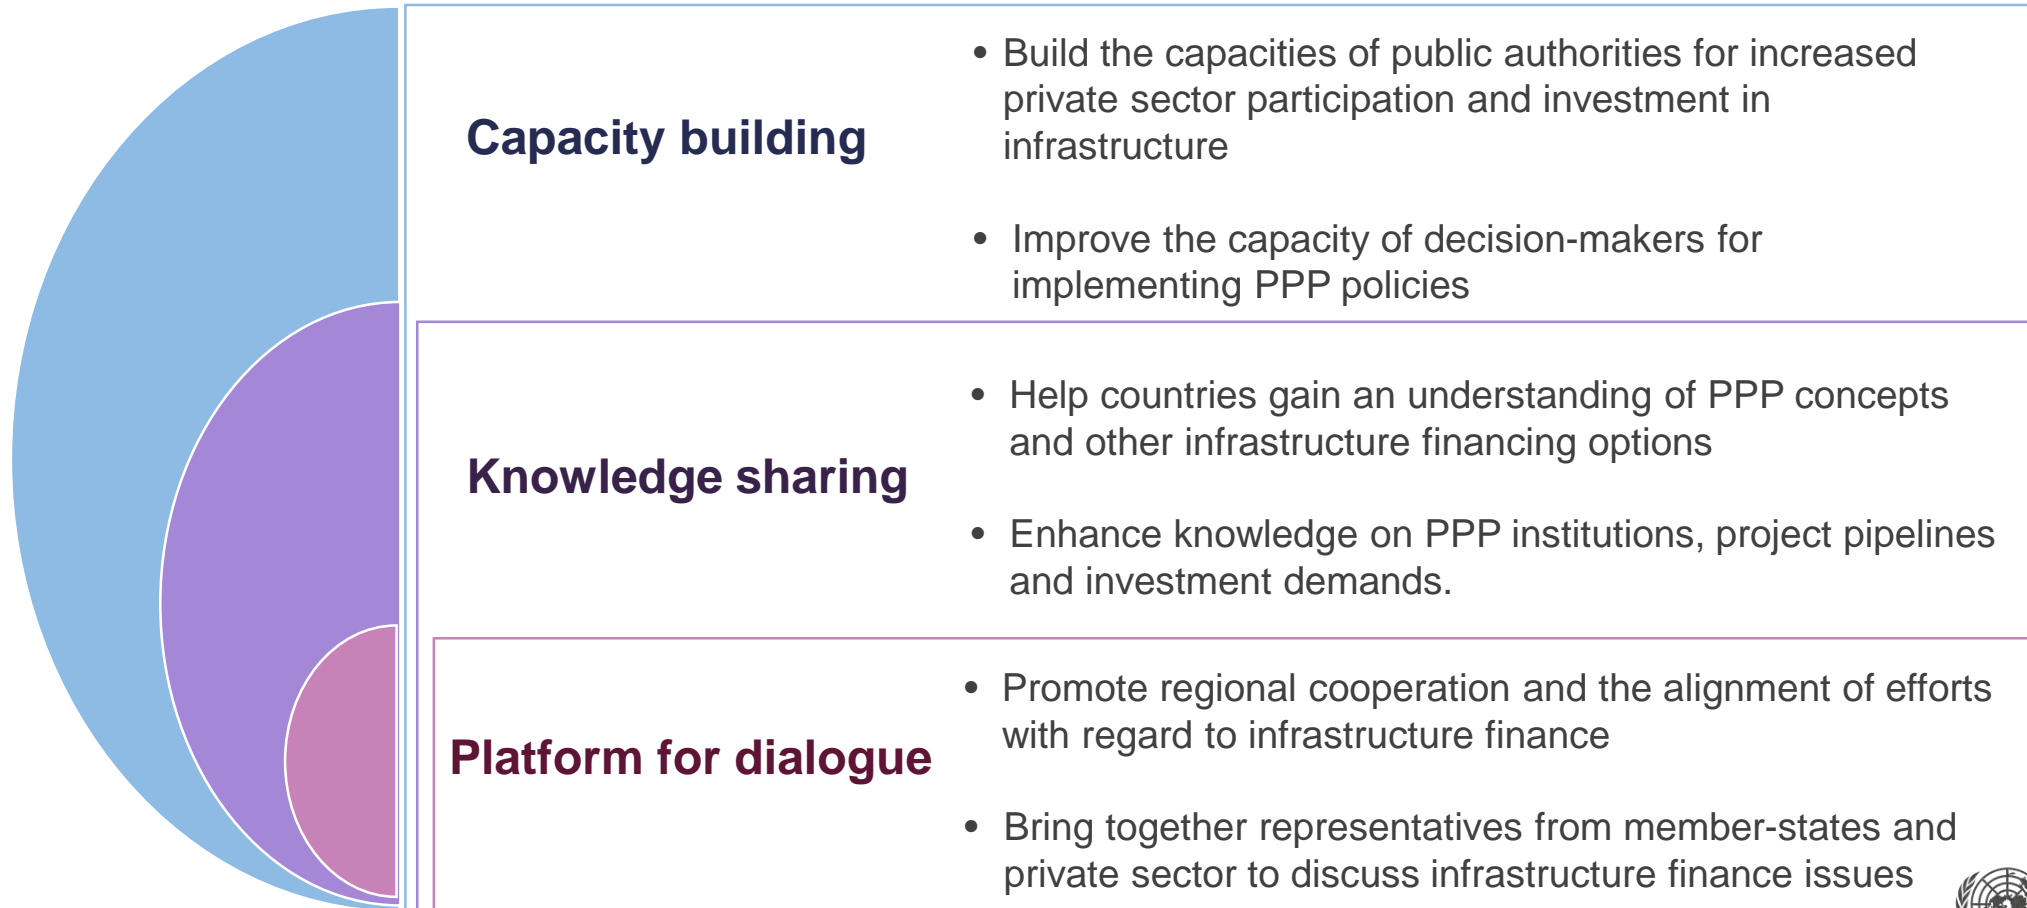 Capacity building
• Build the capacities of public authorities for increased
private sector participation and investment in
infrastructure
• Improve the capacity of decision-makers for
implementing PPP policies
Knowledge sharing
• Help countries gain an understanding of PPP concepts
and other infrastructure financing options
• Enhance knowledge on PPP institutions, project pipelines
and investment demands.
Platform for dialogue
• Promote regional cooperation and the alignment of efforts
with regard to infrastructure finance
• Bring together representatives from member-states and
private sector to discuss infrastructure finance issues